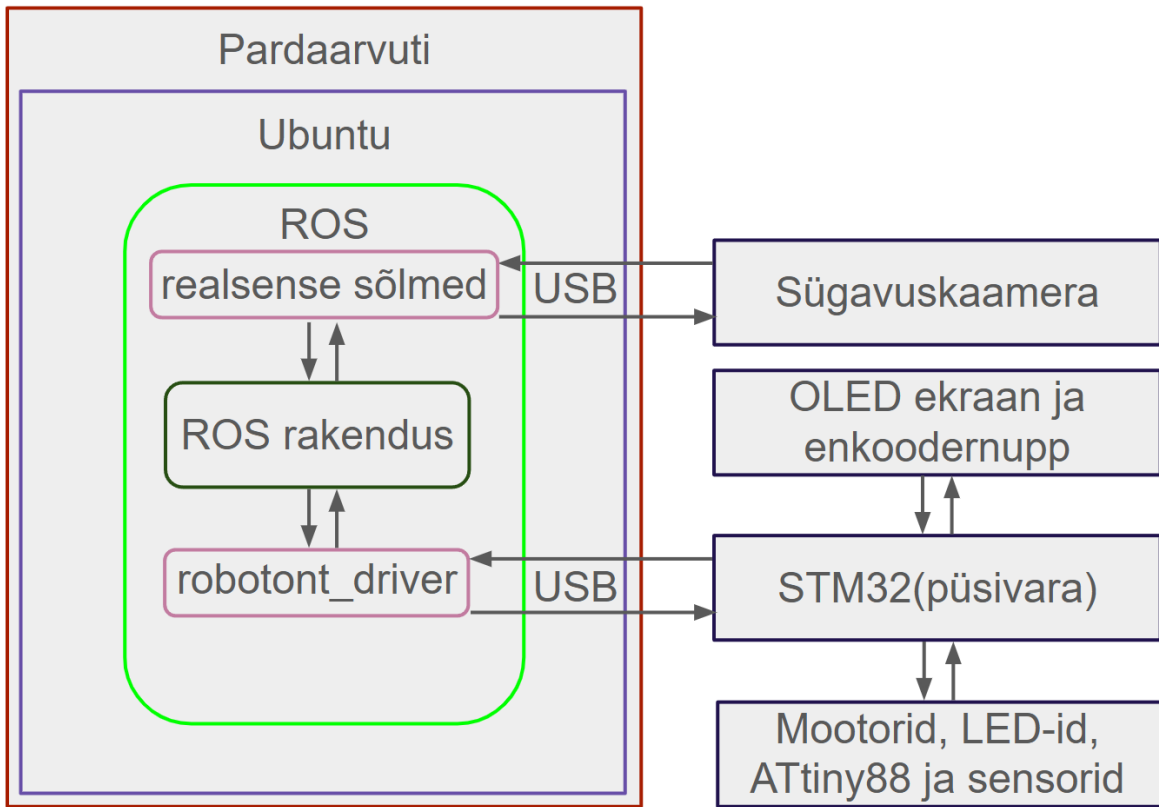 Pardaarvuti
Ubuntu
ROS
realsense sõlmed
USB
Sügavuskaamera
ROS rakendus
OLED ekraan ja
enkoodernupp
robotont_driver
USB
STM32(püsivara)
Mootorid, LED-id,
ATtiny88 ja sensorid